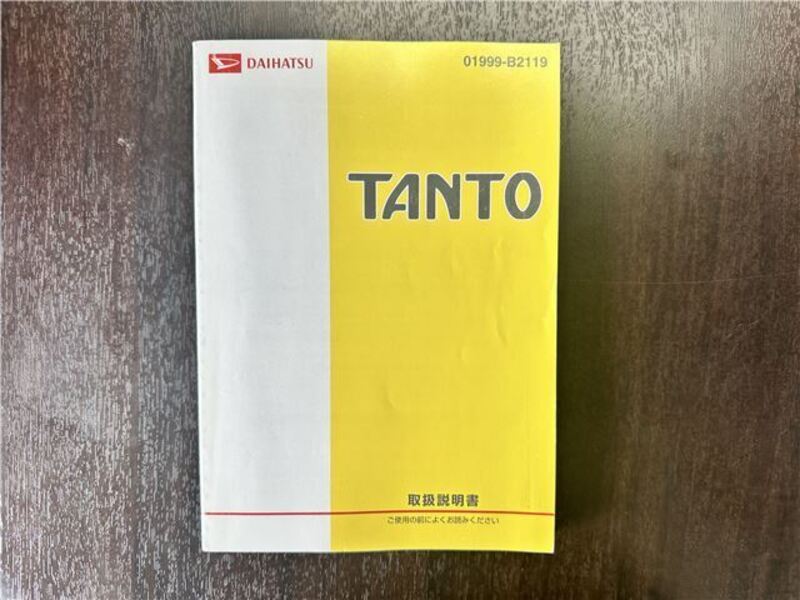 DAIHATSU
01999-B2119
TANTO
取扱説明書
ご使用の前によくお読みください